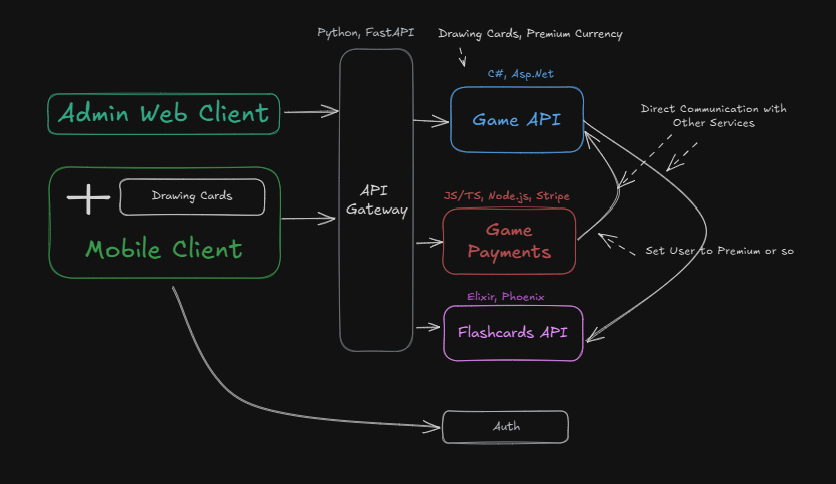 Python, FastAPI
Drawing Cards, Premium Currency
C#, Asp.Net
Admin Web Client
Game API
Direct Communication with
Other Services
Drawing Cards
Mobile Client
API
Gateway
JS/TS, Node.js, Stripe
Game
Payments
Set User to Premium or so
Elixir, Phoenix
Flashcards API
Auth